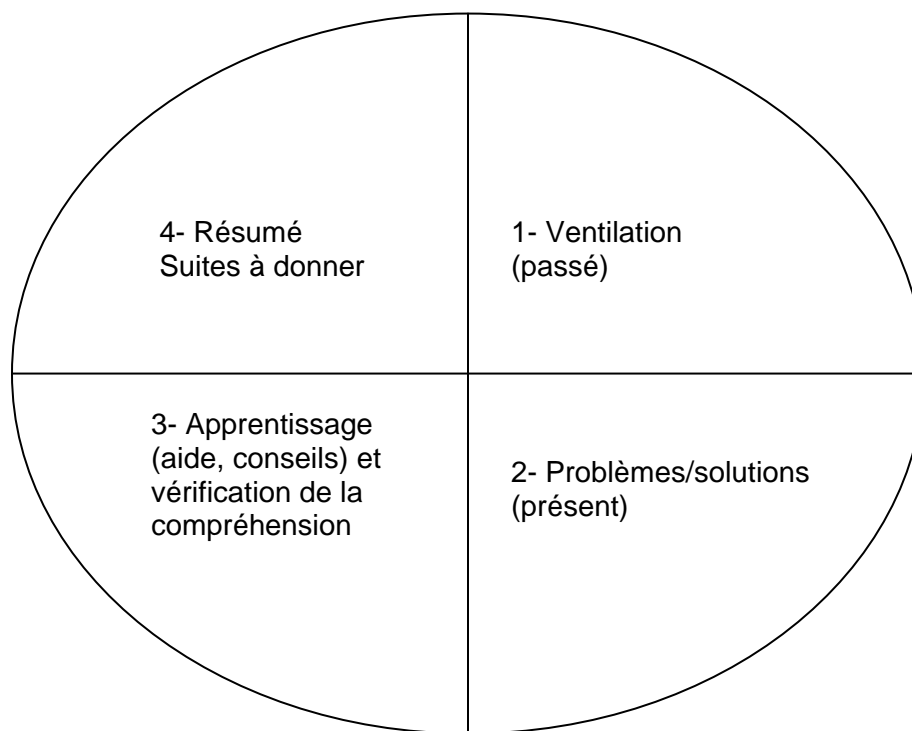 4- Résumé
Suites à donner
1- Ventilation
(passé)
3- Apprentissage
(aide, conseils) et
vérification de la
compréhension
2- Problèmes/solutions
(présent)